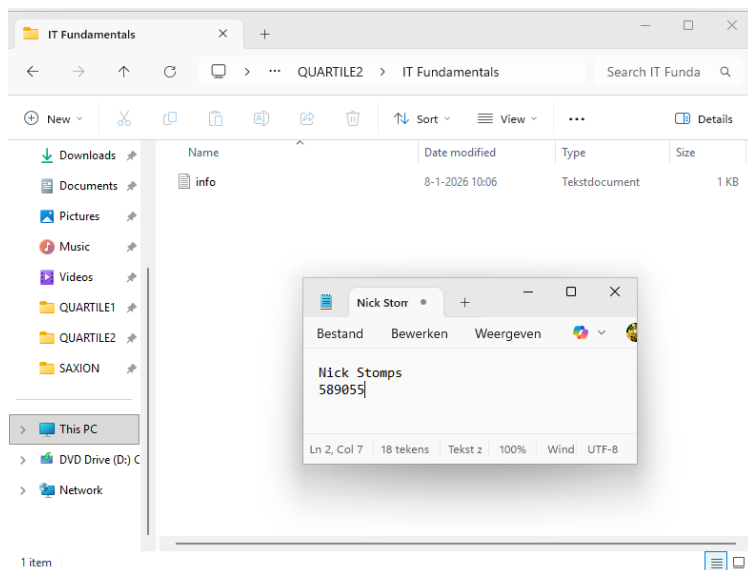 IT Fundamentals
QUARTILE2 > IT Fundamentals
Search IT Funda
New
Sort
View
Details
Name
Date modified
Type
Size
info
8-1-2026 10:06
Tekstdocument
1 KB
Downloads
Documents
Pictures
Music
Videos
QUARTILE1
QUARTILE2
SAXION
This PC
DVD Drive (D:) C
Network
1 item
Nick Stom
Bestand
Bewerken
Weergeven
Nick Stomps
589055
Ln 2, Col 7
18 tekens
Tekst z
100%
Wind
UTF-8